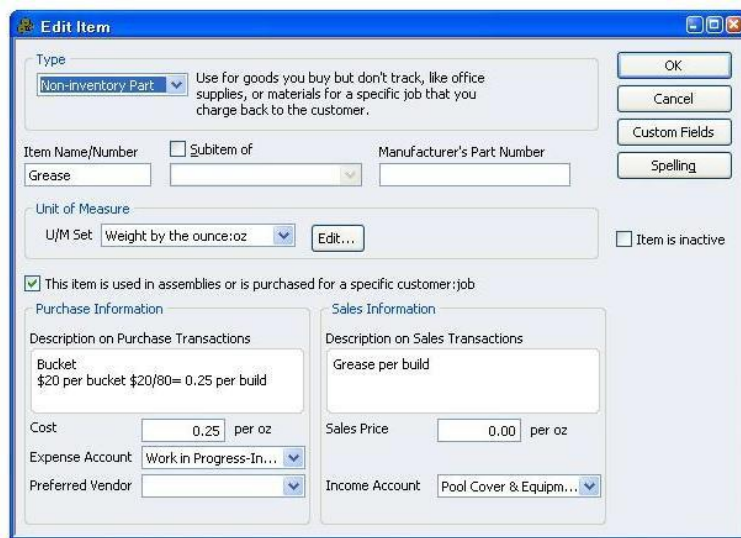 Edit Item
Type
Non-inventory Part
Use for goods you buy but don't track, like office
supplies, or materials for a specific job that you
charge back to the customer.
OK
Cancel
Custom Fields
Spelling
Item Name/Number
Subitem of
Manufacturer's Part Number
Grease
Unit of Measure
U/M Set Weight by the ounce:oz Edit...
Item is inactive
This item is used in assemblies or is purchased for a specific customer:job
Purchase Information
Description on Purchase Transactions
Bucket
$20 per bucket $20/80= 0.25 per build
Cost 0.25 per oz
Expense Account Work in Progress-In...
Preferred Vendor
Sales Information
Description on Sales Transactions
Grease per build
Sales Price 0.00 per oz
Income Account Pool Cover & Equipm...